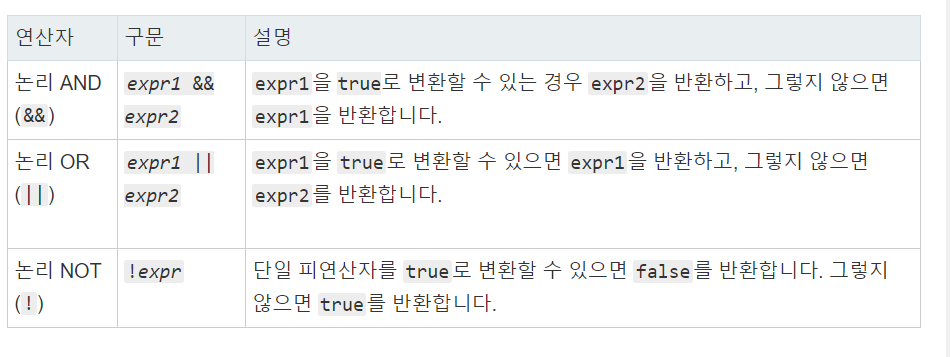 연산자 구문 설명
논리 AND expr1 && expr1을 true로 변환할 수 있는 경우 expr2을 반환하고, 그렇지 않으면
(&&) expr2 expr1을 반환합니다.
논리 OR expr1 || expr1을 true로 변환할 수 있으면 expr1을 반환하고, 그렇지 않으면
(||) expr2 expr2를 반환합니다.
논리 NOT !expr 단일 피연산자를 true로 변환할 수 있으면 false를 반환합니다. 그렇지
(!) 않으면 true를 반환합니다.